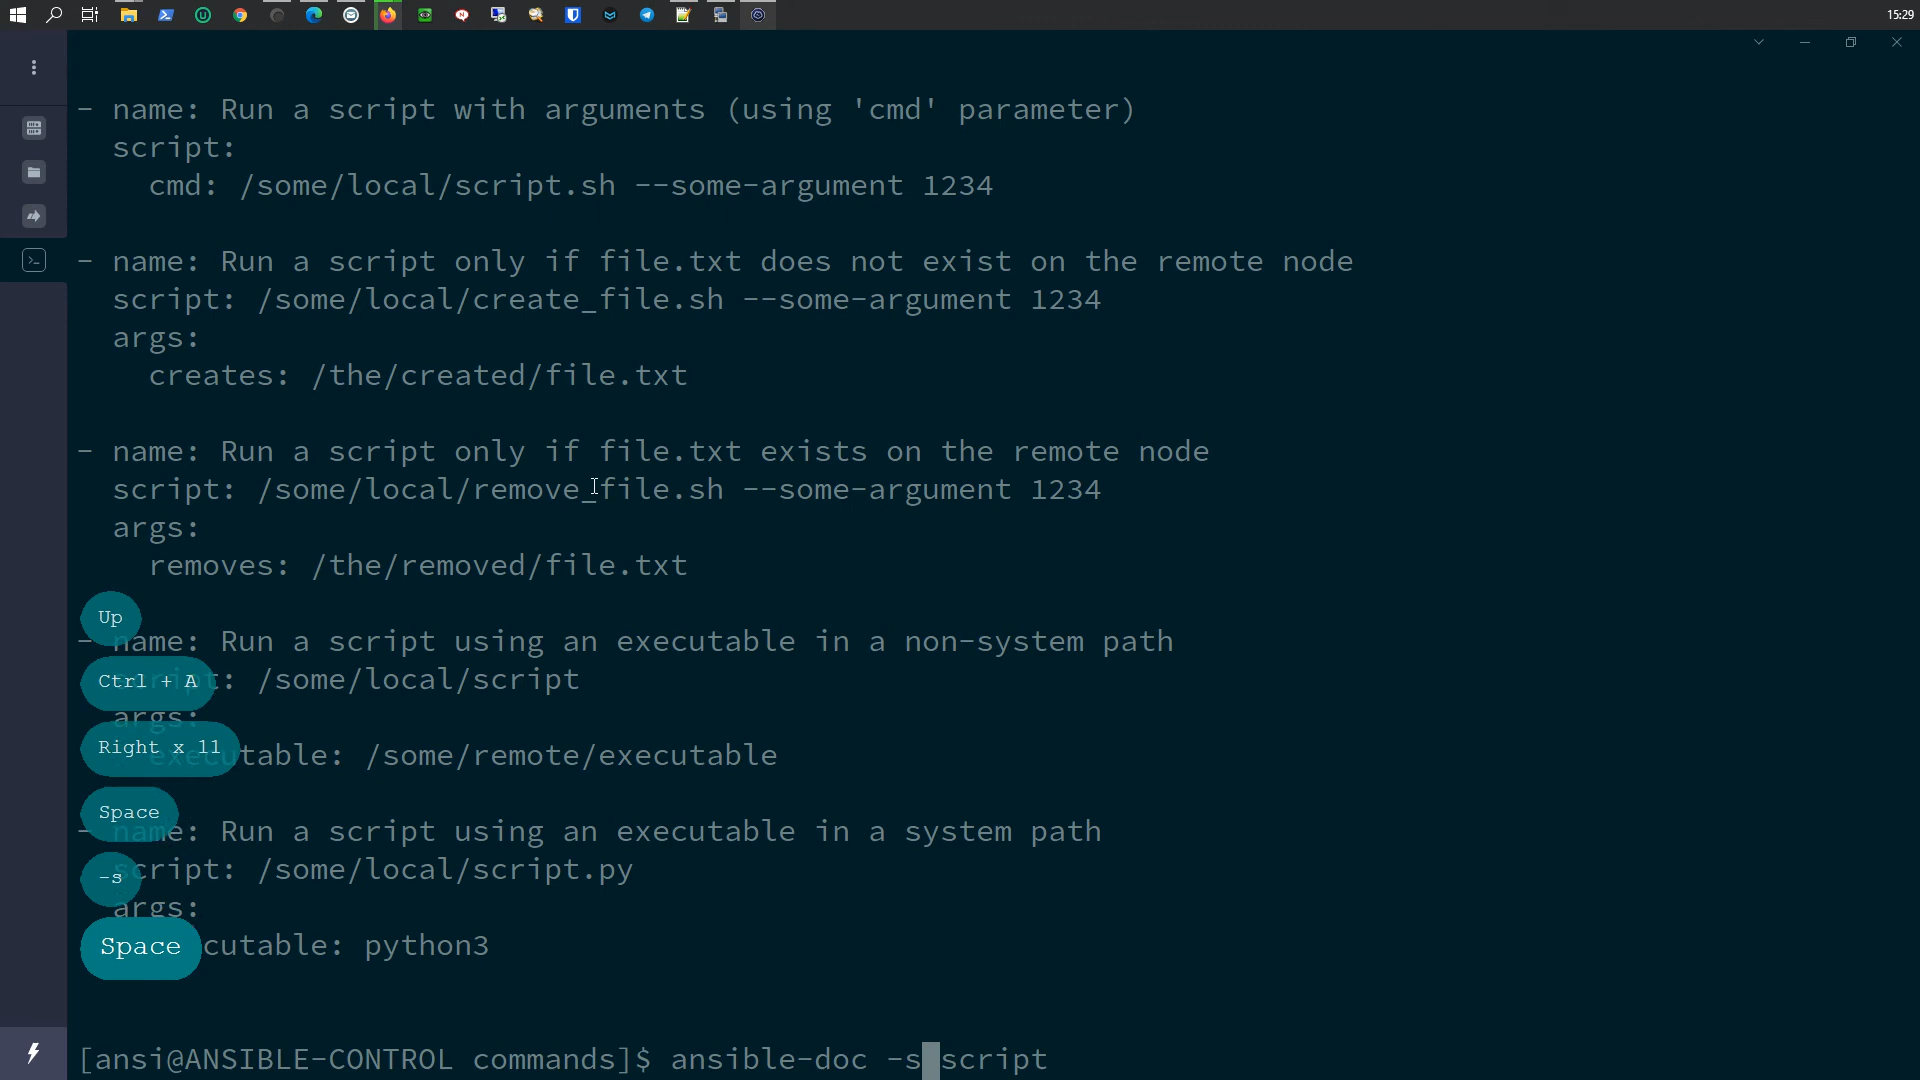 15:29
- name: Run a script with arguments (using 'cmd' parameter)
script:
cmd: /some/local/script.sh --some-argument 1234
- name: Run a script only if file.txt does not exist on the remote node
script: /some/local/create_file.sh --some-argument 1234
args:
creates: /the/created/file.txt
- name: Run a script only if file.txt exists on the remote node
script: /some/local/remove_file.sh --some-argument 1234
args:
removes: /the/removed/file.txt
Up
- name: Run a script using an executable in a non-system path
Ctrl + A
script: /some/local/script
args:
Right x 11
executable: /some/remote/executable
Space
- name: Run a script using an executable in a system path
-s
script: /some/local/script.py
args:
Space
cutable: python3
[ansi@ANSIBLE-CONTROL commands]$ ansible-doc -s script